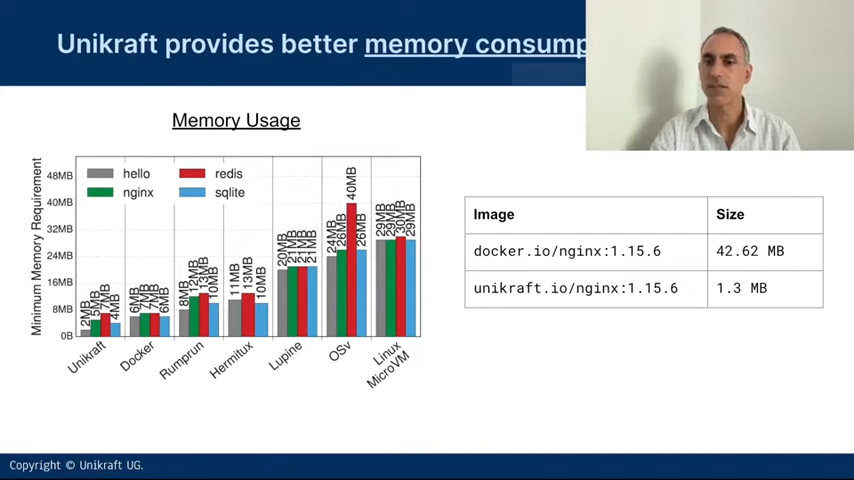 Unikraft provides better memory consump
Memory Usage
Minimum Memory Requirement
48MB
40MB
32MB
24MB
16MB
8MB
0B
hello
redis
nginx
sqlite
2MB
5MB
7MB
4MB
6MB
7MB
7MB
6MB
8MB
12MB
13MB
10MB
11MB
13MB
10MB
20MB
21MB
21MB
21MB
24MB
26MB
40MB
26MB
29MB
29MB
30MB
29MB
Unikraft
Docker
Rumprun
Hermitux
Lupine
OSv
Linux
MicroVM
Image Size
docker.io/nginx:1.15.6 42.62 MB
unikraft.io/nginx:1.15.6 1.3 MB
Copyright © Unikraft UG.